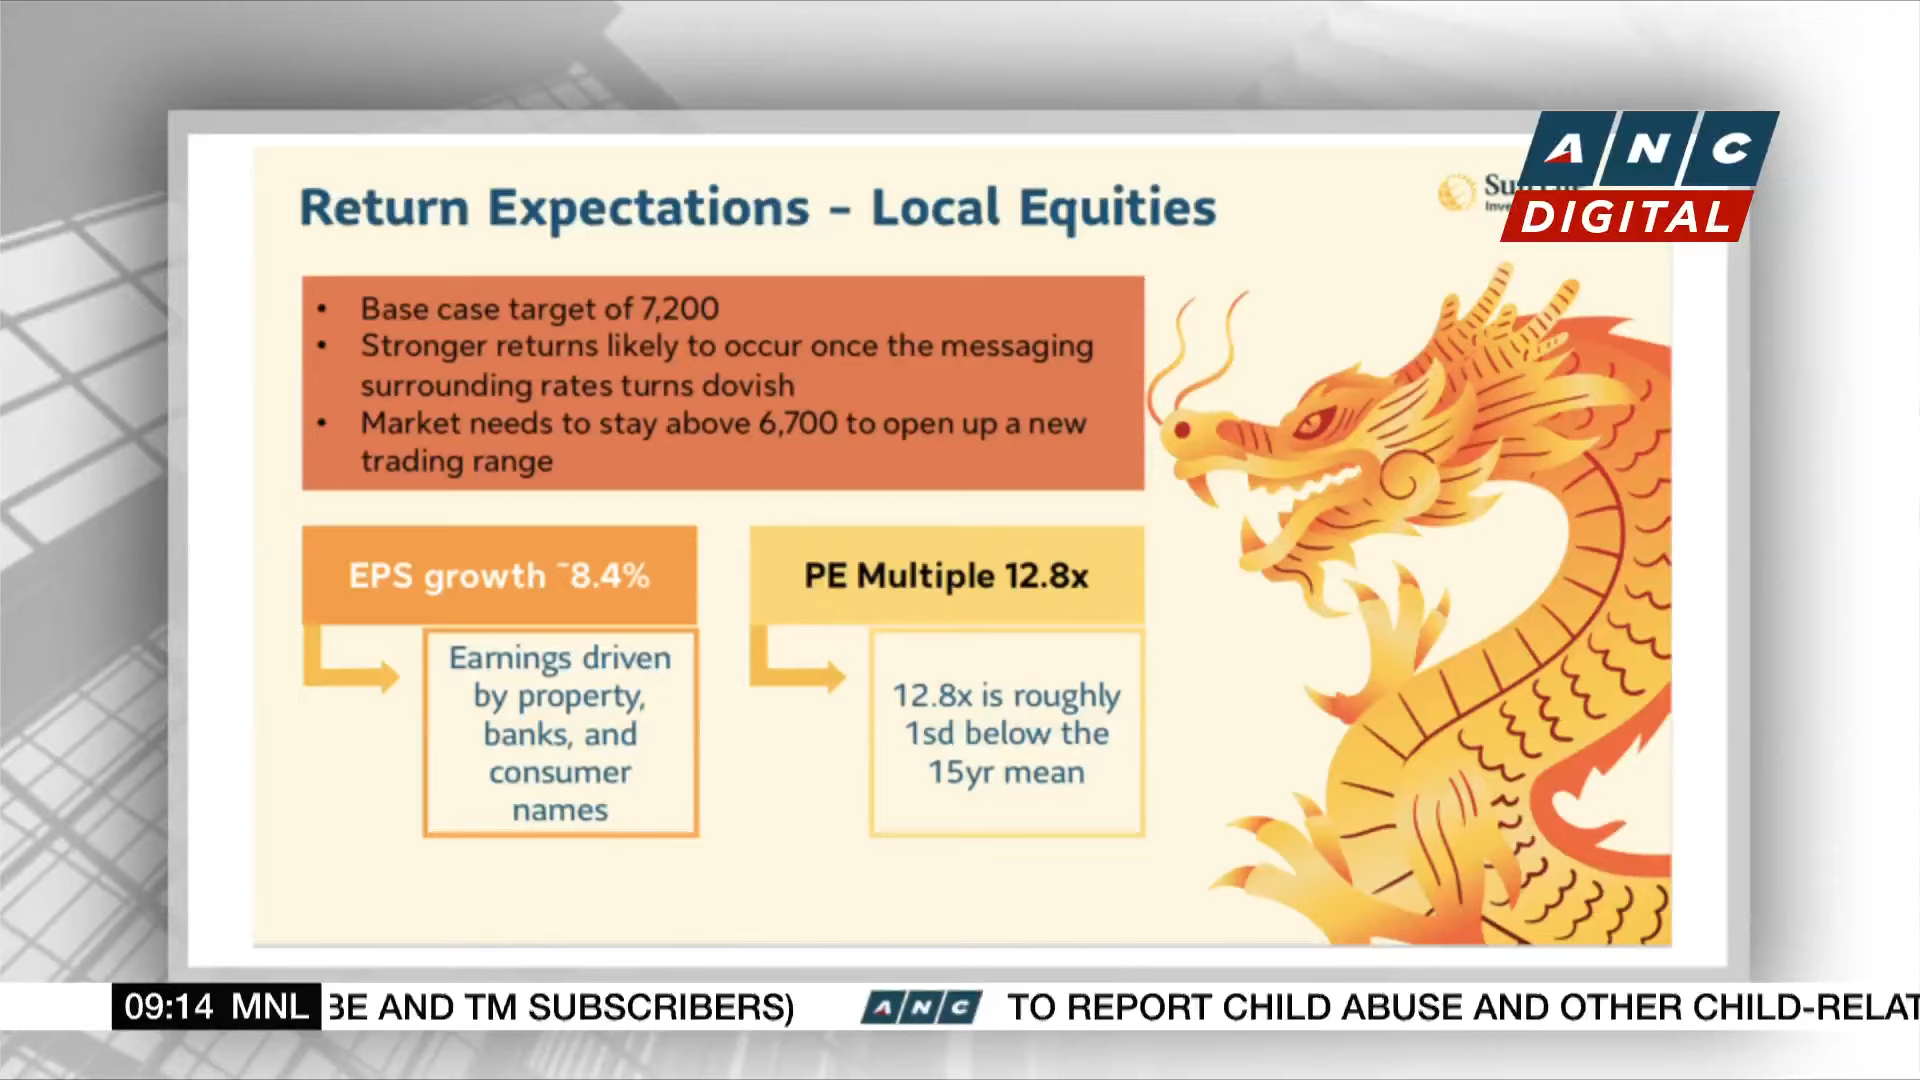 A N C
DIGITAL
Return Expectations – Local Equities
• Base case target of 7,200
• Stronger returns likely to occur once the messaging
surrounding rates turns dovish
• Market needs to stay above 6,700 to open up a new
trading range
EPS growth ~8.4%
Earnings driven
by property,
banks, and
consumer
names
PE Multiple 12.8x
12.8x is roughly
1sd below the
15yr mean
09:14 MNL BE AND TM SUBSCRIBERS) ANC TO REPORT CHILD ABUSE AND OTHER CHILD-RELAT